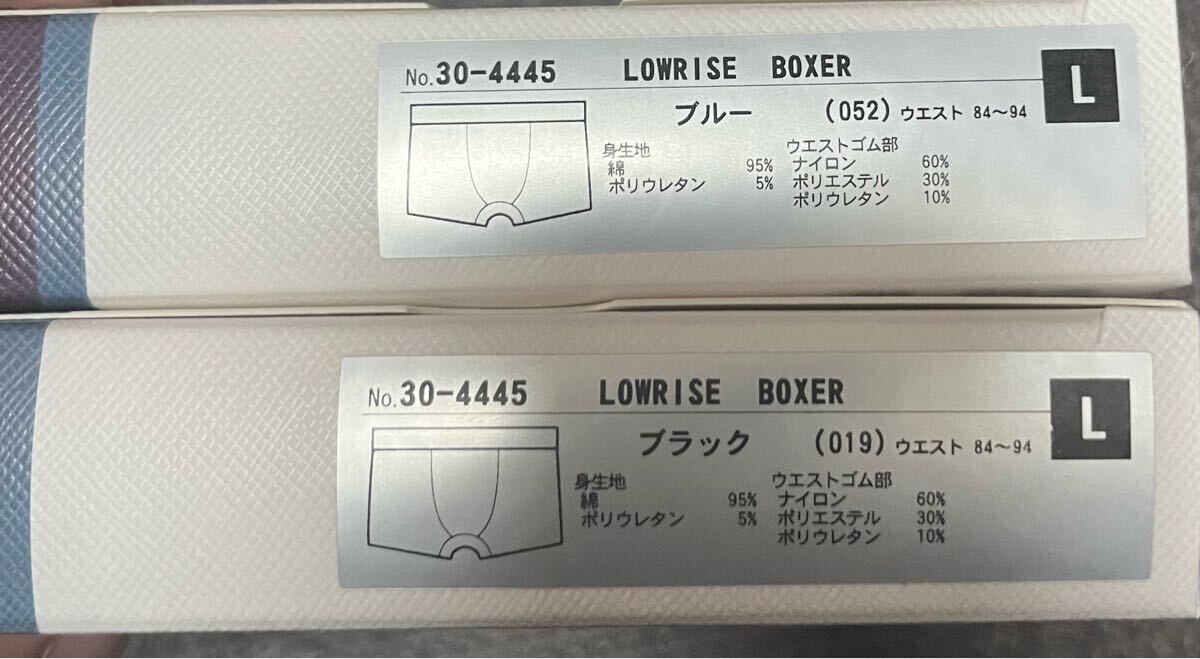 No.30-4445 LOWRISE BOXER L
ブルー (052) ウエスト 84〜94
身生地 ウエストゴム部
綿 95% ナイロン 60%
ポリウレタン 5% ポリエステル 30%
ポリウレタン 10%
No.30-4445 LOWRISE BOXER L
ブラック (019) ウエスト 84〜94
身生地 ウエストゴム部
綿 95% ナイロン 60%
ポリウレタン 5% ポリエステル 30%
ポリウレタン 10%